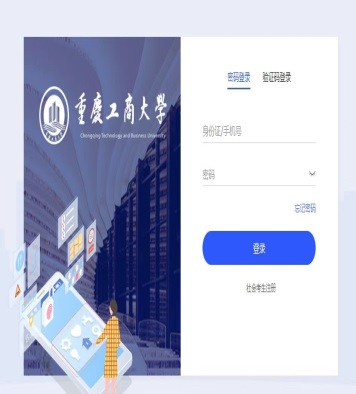 重慶工商大學
Chongqing Technology and Business University
密码登录 验证码登录
身份证/手机号
密码
忘记密码
登录
社会考生注册